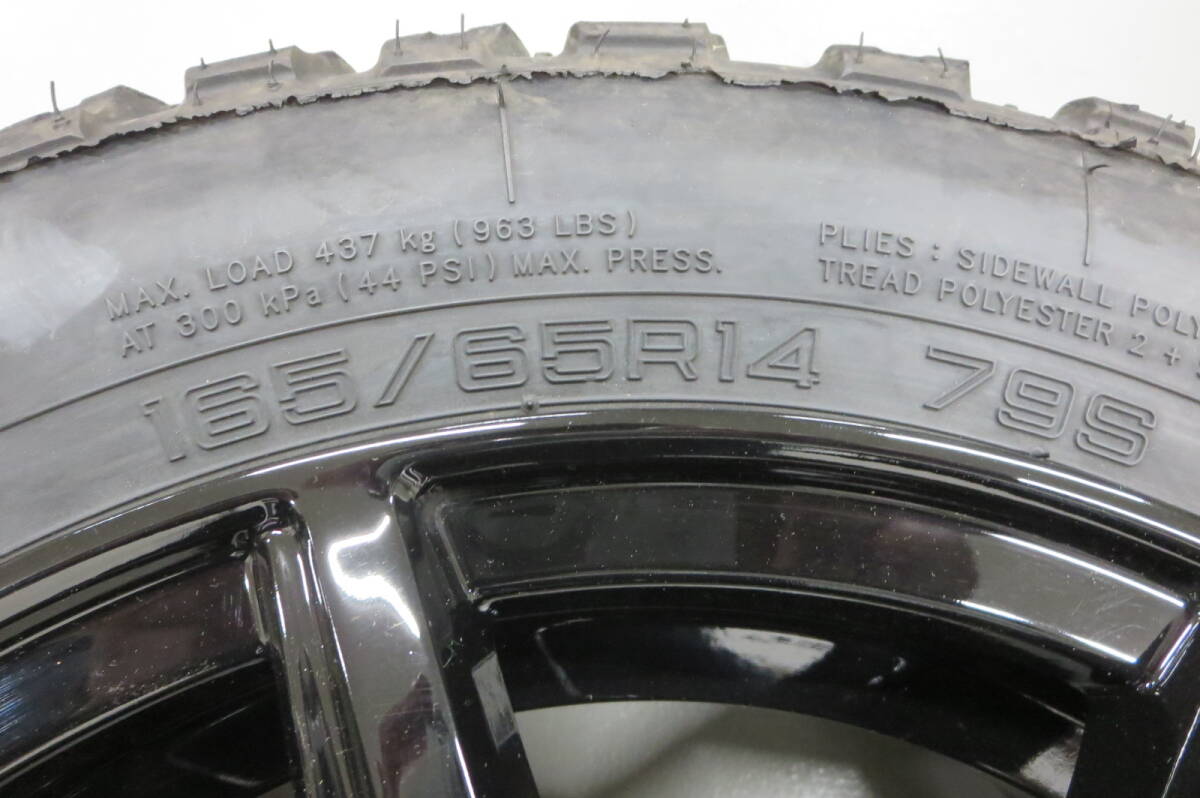 MAX. LOAD 437 kg (963 LBS)
AT 300 kPa (44 PSI) MAX. PRESS.
PLIES : SIDEWALL POLY
TREAD POLYESTER 2 +
165/65R14 79S